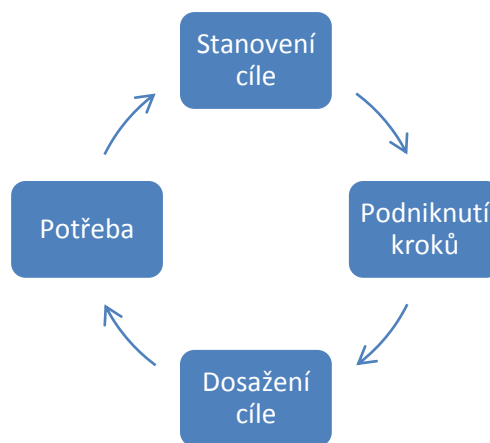 Stanovení
cíle
Podniknutí
kroků
Dosažení
cíle
Potřeba